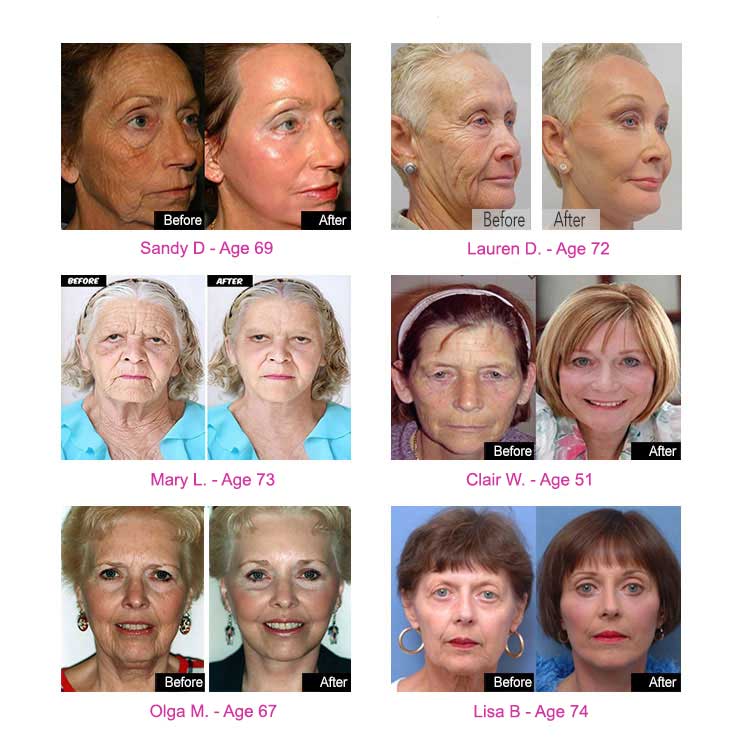 Before After
Before After
Sandy D - Age 69
Lauren D. - Age 72
BEFORE AFTER
Before After
Mary L. - Age 73
Clair W. - Age 51
Before After
Before After
Olga M. - Age 67
Lisa B - Age 74